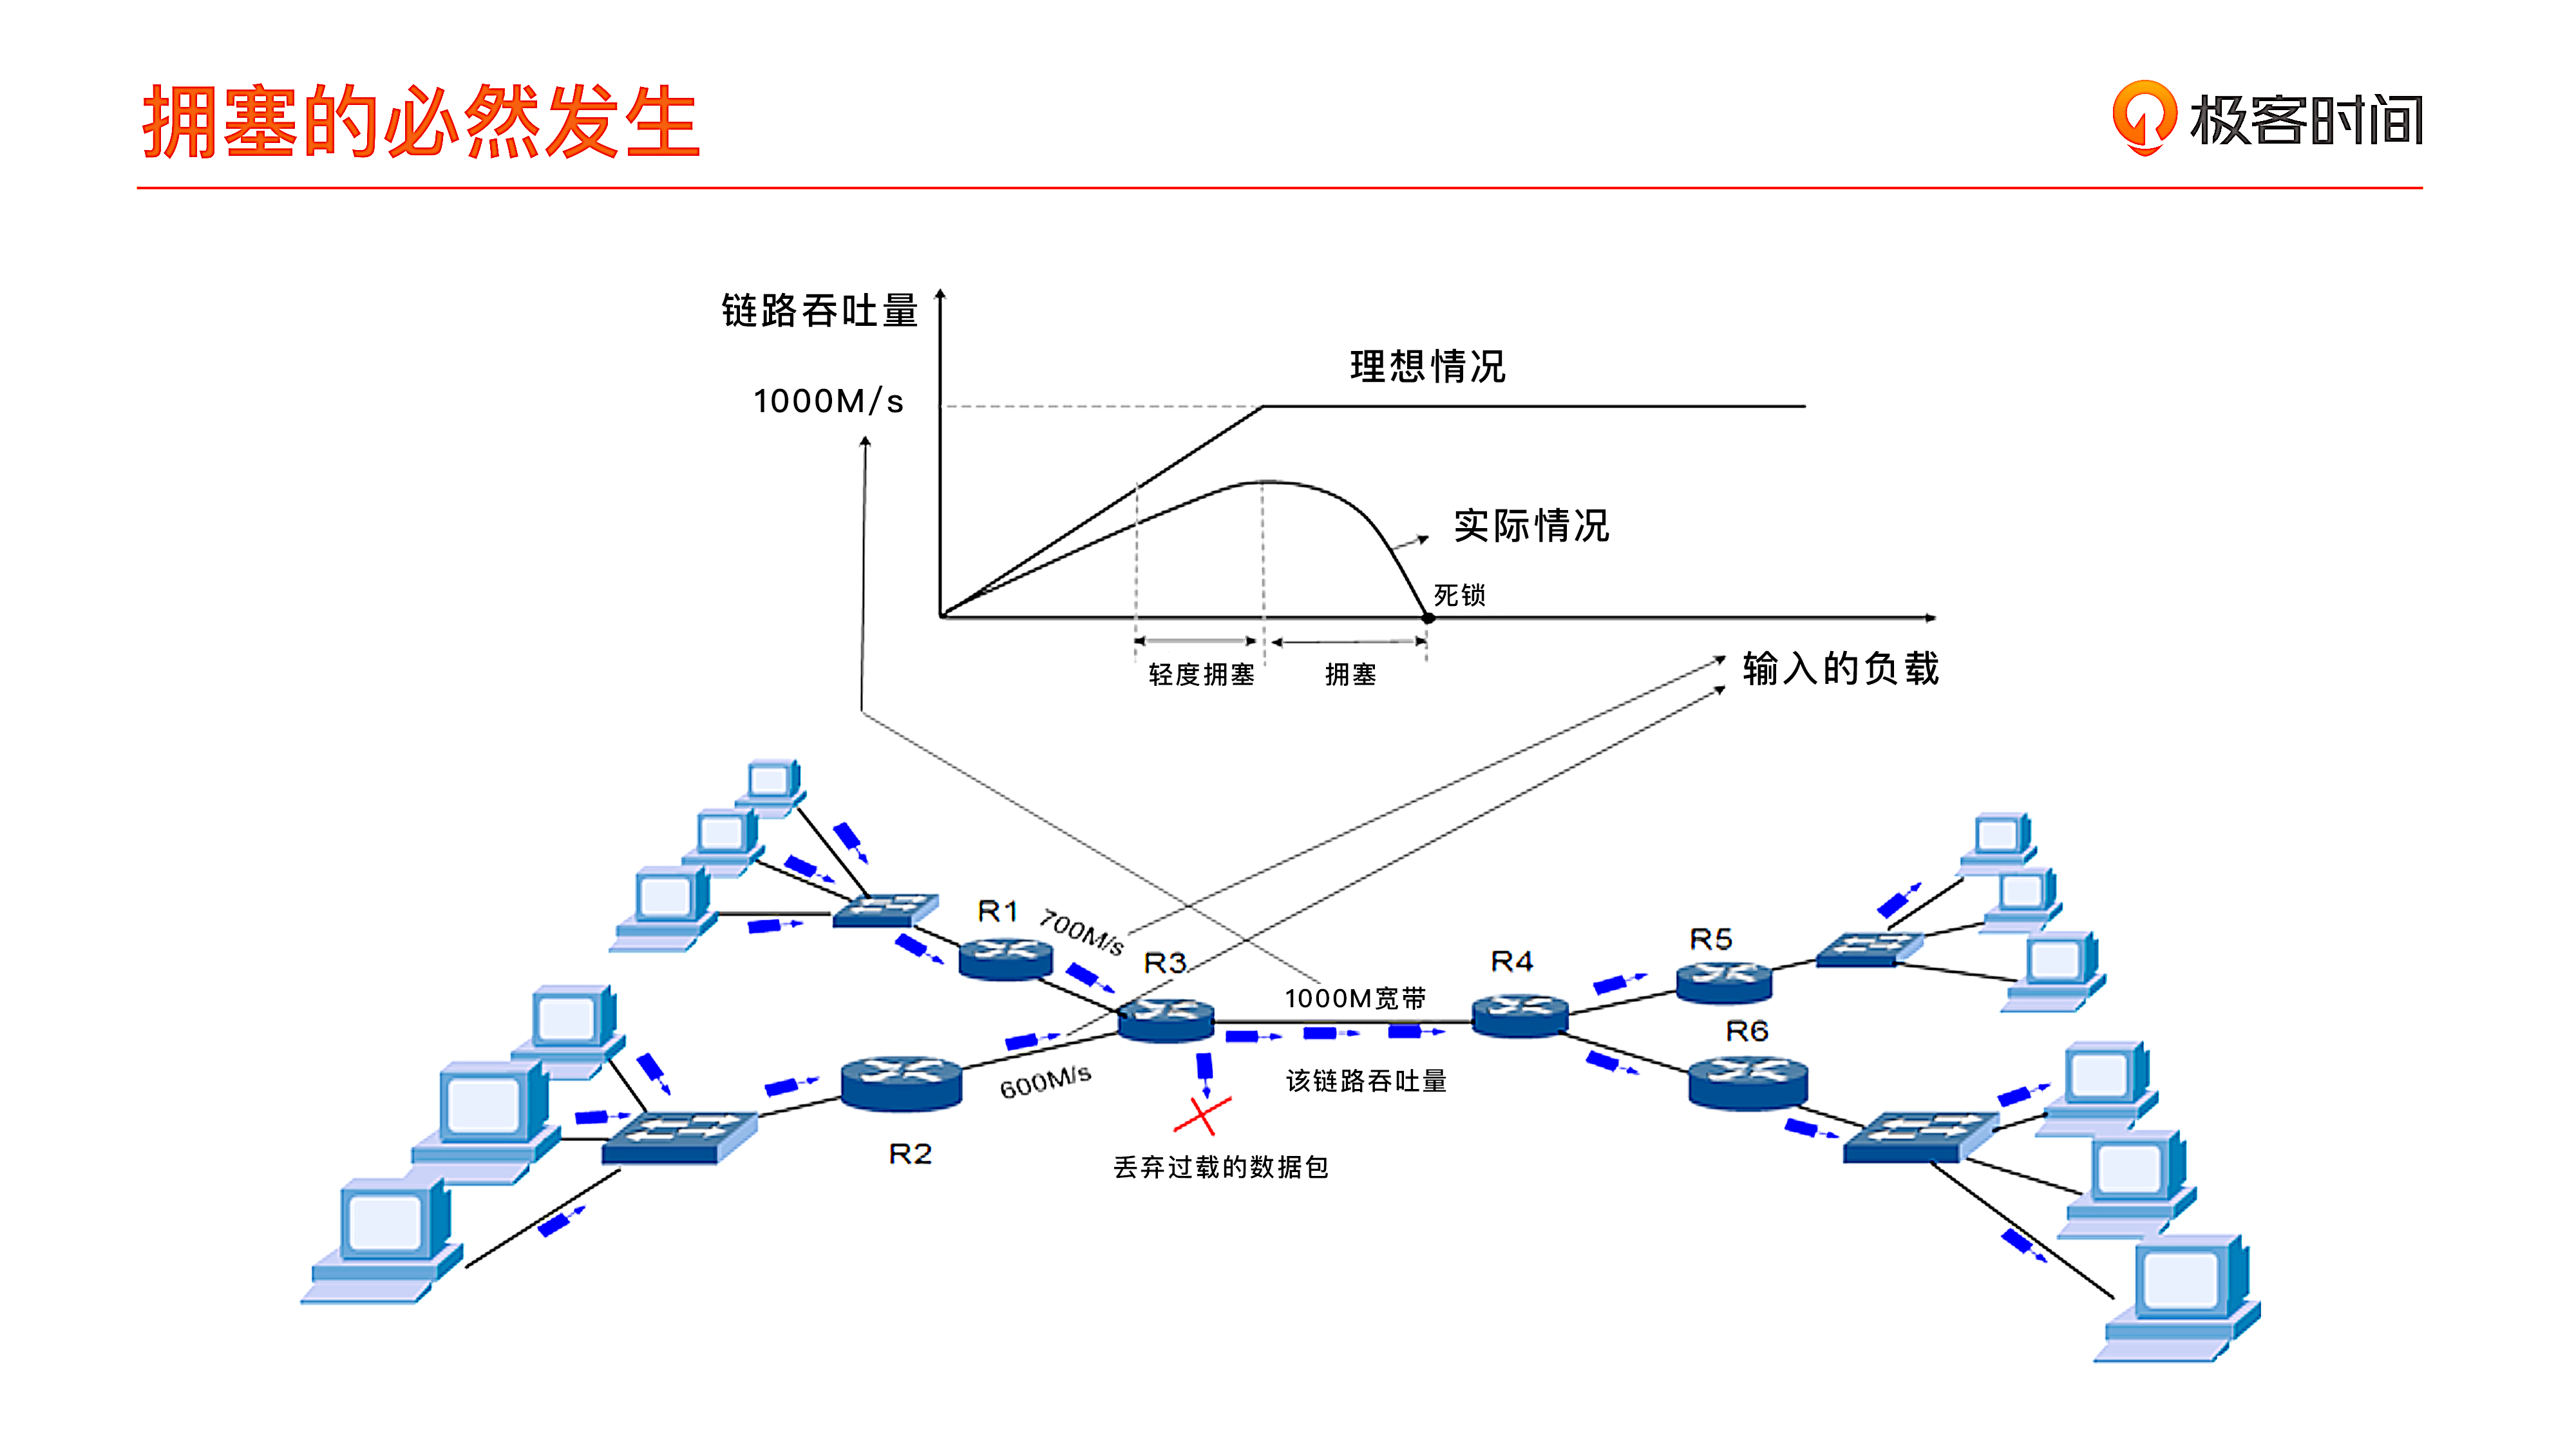 拥塞的必然发生
极客时间
链路吞吐量
理想情况
1000M/s
实际情况
死锁
轻度拥塞
拥塞
输入的负载
R1
700M/s
R3
R4
R5
1000M宽带
R6
600M/s
该链路吞吐量
R2
丢弃过载的数据包